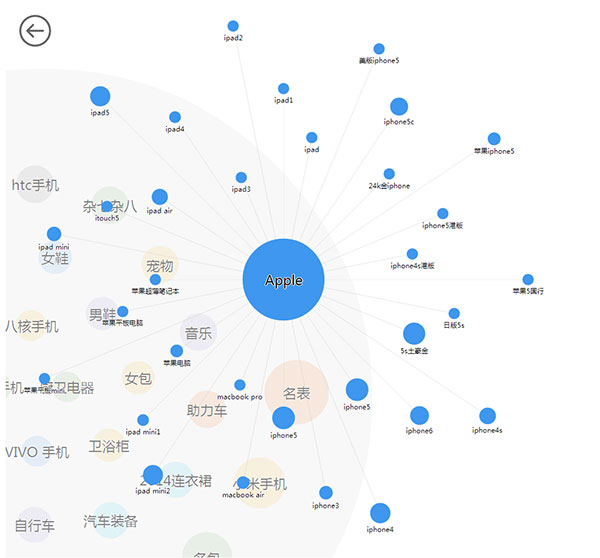 ipad2
美版iphone5
ipad1
ipad5
iphone5c
ipad4
ipad
苹果iphone5
ipad3
24k金iphone
htc手机
杂七杂八
ipad air
itouch5
iphone5港版
ipad mini
女鞋
宠物
iphone4s港版
Apple
苹果超薄笔记本
苹果5国行
男鞋
苹果平板电脑
八核手机
日版5s
音乐
5s土豪金
苹果电脑
女包
手机
苹果平板mini
厨卫电器
macbook pro
名表
助力车
iphone5
iphone5
iphone6
iphone4s
ipad mini1
卫浴柜
VIVO 手机
2014连衣裙
ipad mini2
小米手机
macbook air
iphone3
自行车
汽车装备
iphone4
名包